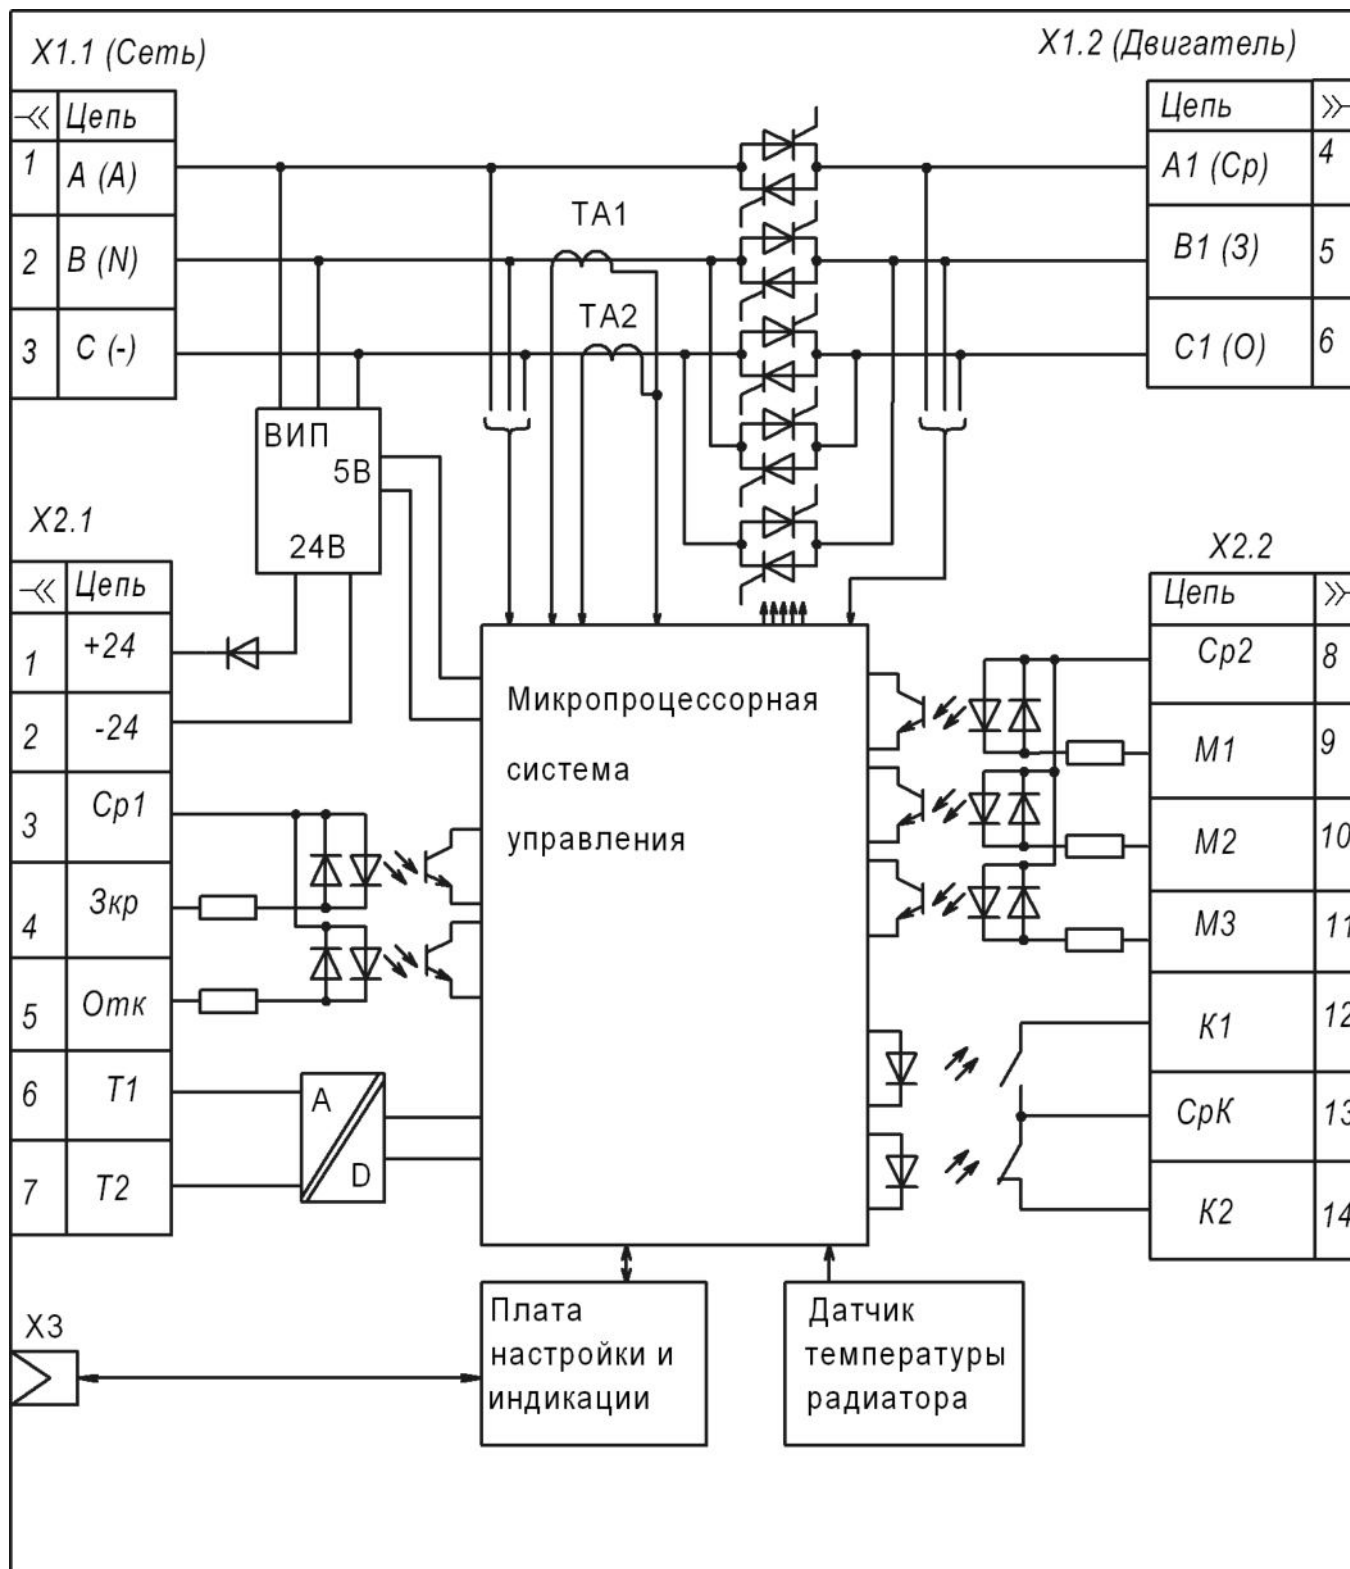 X1.1 (Сеть)
X1.2 (Двигатель)
Цепь
1
A (A)
2
B (N)
3
C (-)
Цепь
A1 (Ср)
4
B1 (З)
5
C1 (О)
6
TA1
TA2
ВИП
5В
24В
X2.1
Цепь
1
+24
2
-24
3
Ср1
4
Зкр
5
Отк
6
Т1
7
Т2
A
D
Микропроцессорная
система
управления
X2.2
Цепь
Ср2
8
М1
9
М2
10
М3
11
К1
12
СрК
13
К2
14
X3
Плата
настройки и
индикации
Датчик
температуры
радиатора